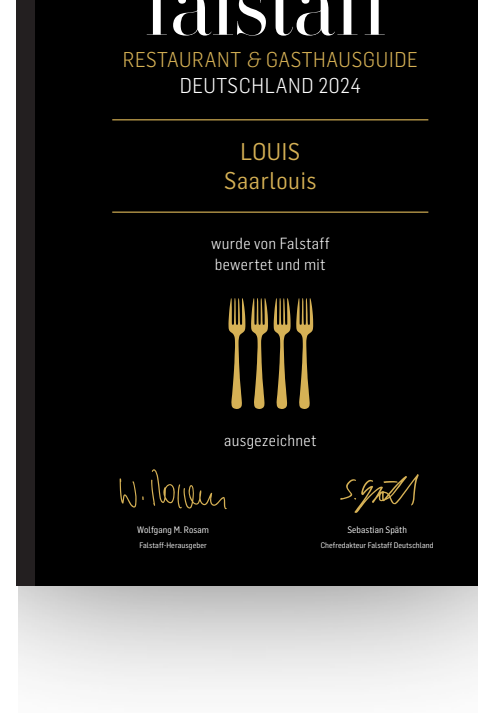 falstaff
RESTAURANT & GASTHAUSGUIDE
DEUTSCHLAND 2024
LOUIS
Saarlouis
wurde von Falstaff
bewertet und mit
ausgezeichnet
W. Rosam
S. Späth
Wolfgang M. Rosam
Sebastian Späth
Falstaff-Herausgeber
Chefredakteur Falstaff Deutschland